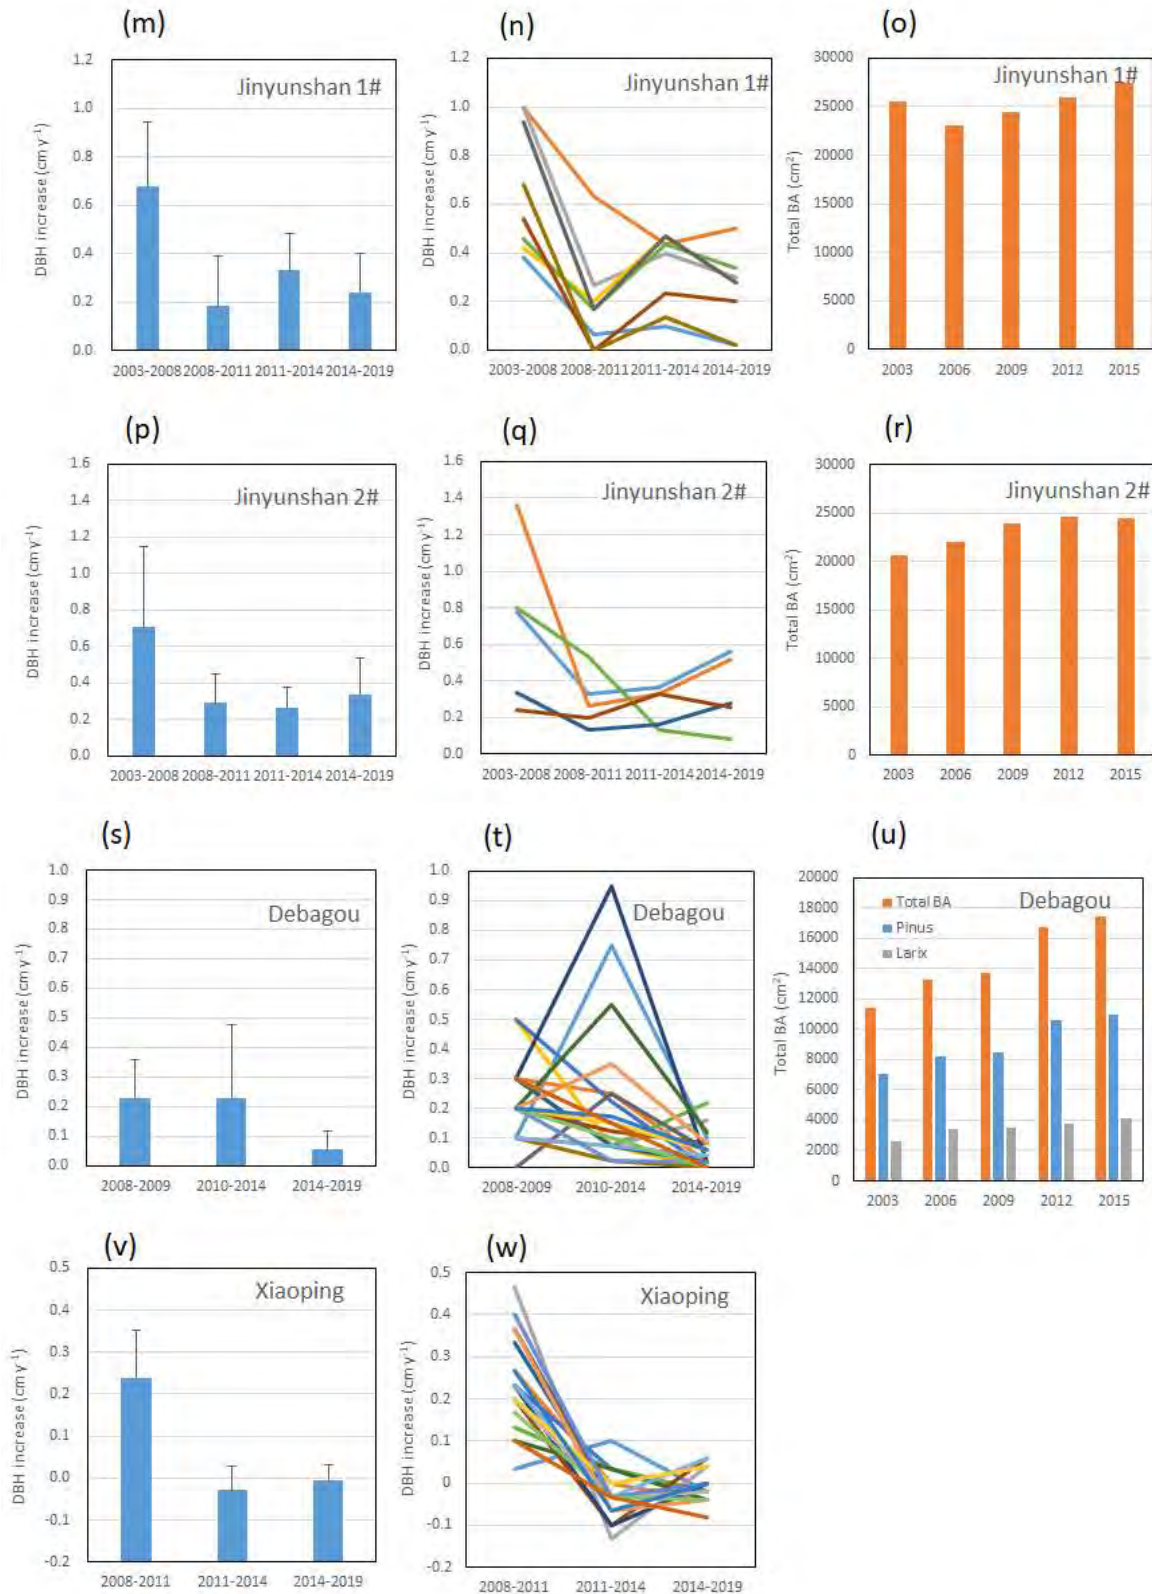 (m)
1.2
1.0
0.8
0.6
0.4
0.2
0.0
DBH increase (cm y⁻¹)
Jinyunshan 1#
2003-2008 2008-2011 2011-2014 2014-2019
(n)
1.2
1.0
0.8
0.6
0.4
0.2
0.0
DBH increase (cm y⁻¹)
Jinyunshan 1#
2003-2008 2008-2011 2011-2014 2014-2019
(o)
30000
25000
20000
15000
10000
5000
0
Total BA (cm²)
Jinyunshan 1#
2003 2006 2009 2012 2015
(p)
1.6
1.4
1.2
1.0
0.8
0.6
0.4
0.2
0.0
DBH increase (cm y⁻¹)
Jinyunshan 2#
2003-2008 2008-2011 2011-2014 2014-2019
(q)
1.6
1.4
1.2
1.0
0.8
0.6
0.4
0.2
0.0
DBH increase (cm y⁻¹)
Jinyunshan 2#
2003-2008 2008-2011 2011-2014 2014-2019
(r)
30000
25000
20000
15000
10000
5000
0
Total BA (cm²)
Jinyunshan 2#
2003 2006 2009 2012 2015
(s)
1.0
0.9
0.8
0.7
0.6
0.5
0.4
0.3
0.2
0.1
0.0
DBH increase (cm y⁻¹)
Debagou
2008-2009 2010-2014 2014-2019
(t)
1.0
0.9
0.8
0.7
0.6
0.5
0.4
0.3
0.2
0.1
0.0
DBH increase (cm y⁻¹)
Debagou
2008-2009 2010-2014 2014-2019
(u)
20000
18000
16000
14000
12000
10000
8000
6000
4000
2000
0
Total BA (cm²)
Debagou
Total BA
Pinus
Larix
2003 2006 2009 2012 2015
(v)
0.5
0.4
0.3
0.2
0.1
0.0
-0.1
-0.2
DBH increase (cm y⁻¹)
Xiaoping
2008-2011 2011-2014 2014-2019
(w)
0.5
0.4
0.3
0.2
0.1
0
-0.1
-0.2
DBH increase (cm y⁻¹)
Xiaoping
2008-2011 2011-2014 2014-2019